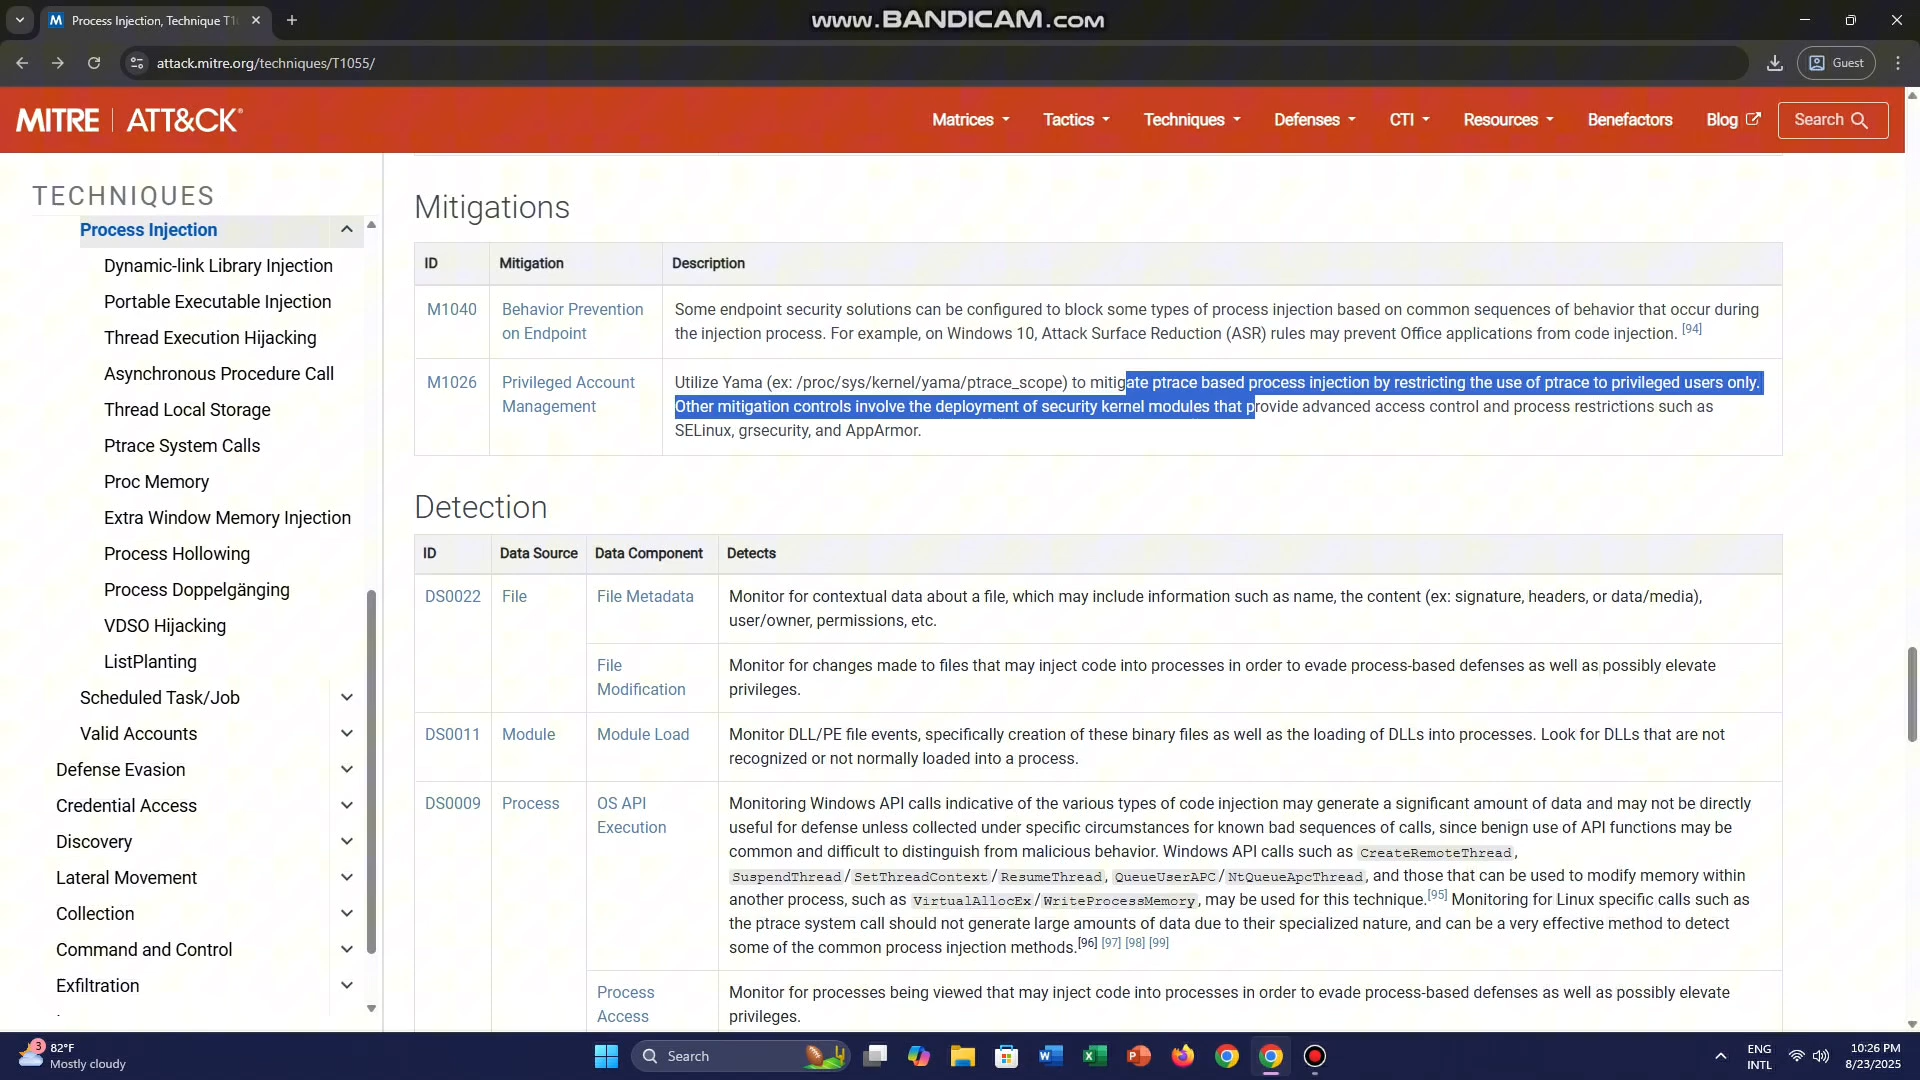 Process Injection, Technique T1
www.BANDICAM.com
attack.mitre.org/techniques/T1055/
Guest
MITRE | ATT&CK®
Matrices
Tactics
Techniques
Defenses
CTI
Resources
Benefactors
Blog
Search
TECHNIQUES
Process Injection
Dynamic-link Library Injection
Portable Executable Injection
Thread Execution Hijacking
Asynchronous Procedure Call
Thread Local Storage
Ptrace System Calls
Proc Memory
Extra Window Memory Injection
Process Hollowing
Process Doppelgänging
VDSO Hijacking
ListPlanting
Scheduled Task/Job
Valid Accounts
Defense Evasion
Credential Access
Discovery
Lateral Movement
Collection
Command and Control
Exfiltration
Mitigations
ID Mitigation Description
M1040 Behavior Prevention on Endpoint
Some endpoint security solutions can be configured to block some types of process injection based on common sequences of behavior that occur during
the injection process. For example, on Windows 10, Attack Surface Reduction (ASR) rules may prevent Office applications from code injection. [94]
M1026 Privileged Account Management
Utilize Yama (ex: /proc/sys/kernel/yama/ptrace_scope) to mitigate ptrace based process injection by restricting the use of ptrace to privileged users only.
Other mitigation controls involve the deployment of security kernel modules that provide advanced access control and process restrictions such as
SELinux, grsecurity, and AppArmor.
Detection
ID Data Source Data Component Detects
DS0022 File File Metadata
Monitor for contextual data about a file, which may include information such as name, the content (ex: signature, headers, or data/media),
user/owner, permissions, etc.
File Modification
Monitor for changes made to files that may inject code into processes in order to evade process-based defenses as well as possibly elevate
privileges.
DS0011 Module Module Load
Monitor DLL/PE file events, specifically creation of these binary files as well as the loading of DLLs into processes. Look for DLLs that are not
recognized or not normally loaded into a process.
DS0009 Process OS API Execution
Monitoring Windows API calls indicative of the various types of code injection may generate a significant amount of data and may not be directly
useful for defense unless collected under specific circumstances for known bad sequences of calls, since benign use of API functions may be
common and difficult to distinguish from malicious behavior. Windows API calls such as CreateRemoteThread,
SuspendThread/SetThreadContext/ResumeThread, QueueUserAPC/NtQueueApcThread, and those that can be used to modify memory within
another process, such as VirtualAllocEx/WriteProcessMemory, may be used for this technique.[95] Monitoring for Linux specific calls such as
the ptrace system call should not generate large amounts of data due to their specialized nature, and can be a very effective method to detect
some of the common process injection methods.[96] [97] [98] [99]
Process Access
Monitor for processes being viewed that may inject code into processes in order to evade process-based defenses as well as possibly elevate
privileges.
3
82°F
Mostly cloudy
Search
ENG
INTL
10:26 PM
8/23/2025